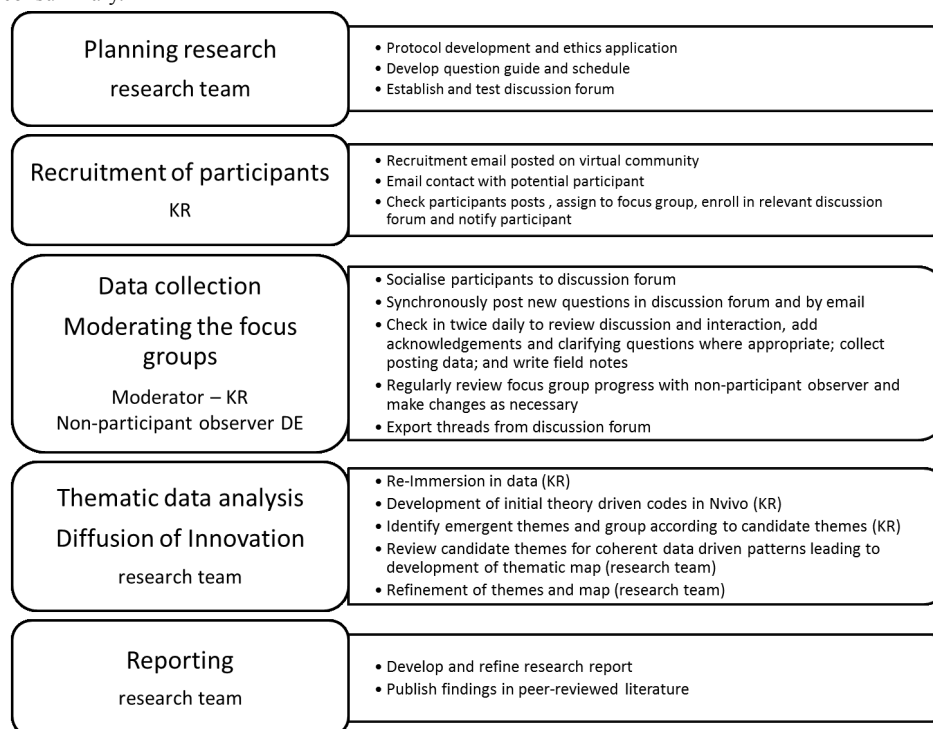 Planning research
research team
• Protocol development and ethics application
• Develop question guide and schedule
• Establish and test discussion forum
Recruitment of participants
KR
• Recruitment email posted on virtual community
• Email contact with potential participant
• Check participants posts , assign to focus group, enroll in relevant discussion
forum and notify participant
Data collection
Moderating the focus
groups
Moderator – KR
Non-participant observer DE
• Socialise participants to discussion forum
• Synchronously post new questions in discussion forum and by email
• Check in twice daily to review discussion and interaction, add
acknowledgements and clarifying questions where appropriate; collect
posting data; and write field notes
• Regularly review focus group progress with non-participant observer and
make changes as necessary
• Export threads from discussion forum
Thematic data analysis
Diffusion of Innovation
research team
• Re-Immersion in data (KR)
• Development of initial theory driven codes in Nvivo (KR)
• Identify emergent themes and group according to candidate themes (KR)
• Review candidate themes for coherent data driven patterns leading to
development of thematic map (research team)
• Refinement of themes and map (research team)
Reporting
research team
• Develop and refine research report
• Publish findings in peer-reviewed literature